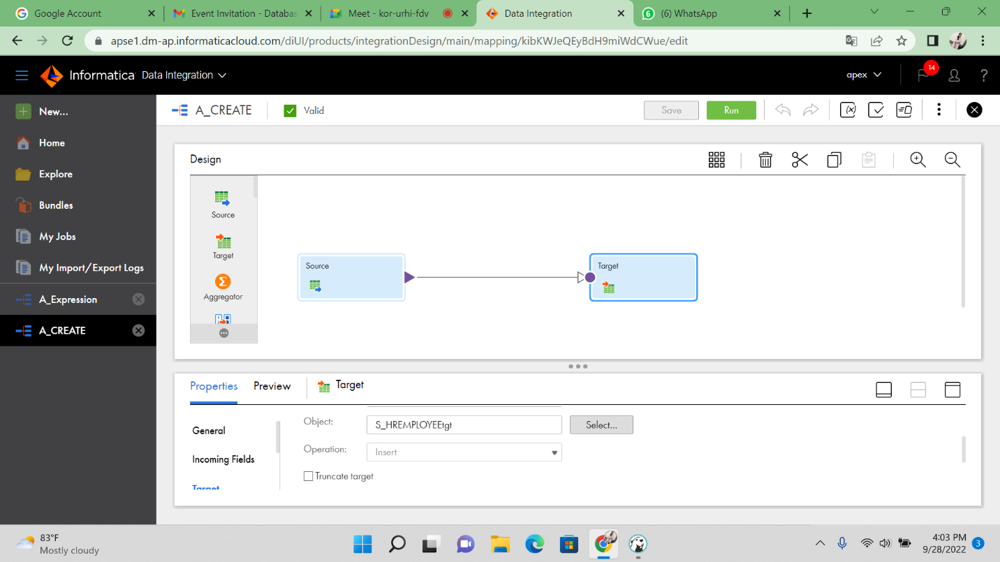 Google Account
Event Invitation - Databas
Meet - kor-urhi-fdv
Data Integration
6
(6) WhatsApp
apse1.dm-ap.informaticacloud.com/diUI/products/integrationDesign/main/mapping/kibKWJeQEyBdH9miWdCWue/edit
Informatica Data Integration
apex
14
?
New...
Home
Explore
Bundles
My Jobs
My Import/Export Logs
A_Expression
A_CREATE
A_CREATE
Valid
Save
Run
Design
Source
Target
Aggregator
Source
Target
Properties
Preview
Target
General
Incoming Fields
Target
Object:
S_HREMPLOYEEtgt
Select...
Operation:
Insert
Truncate target
83°F
Mostly cloudy
4:03 PM
9/28/2022
3